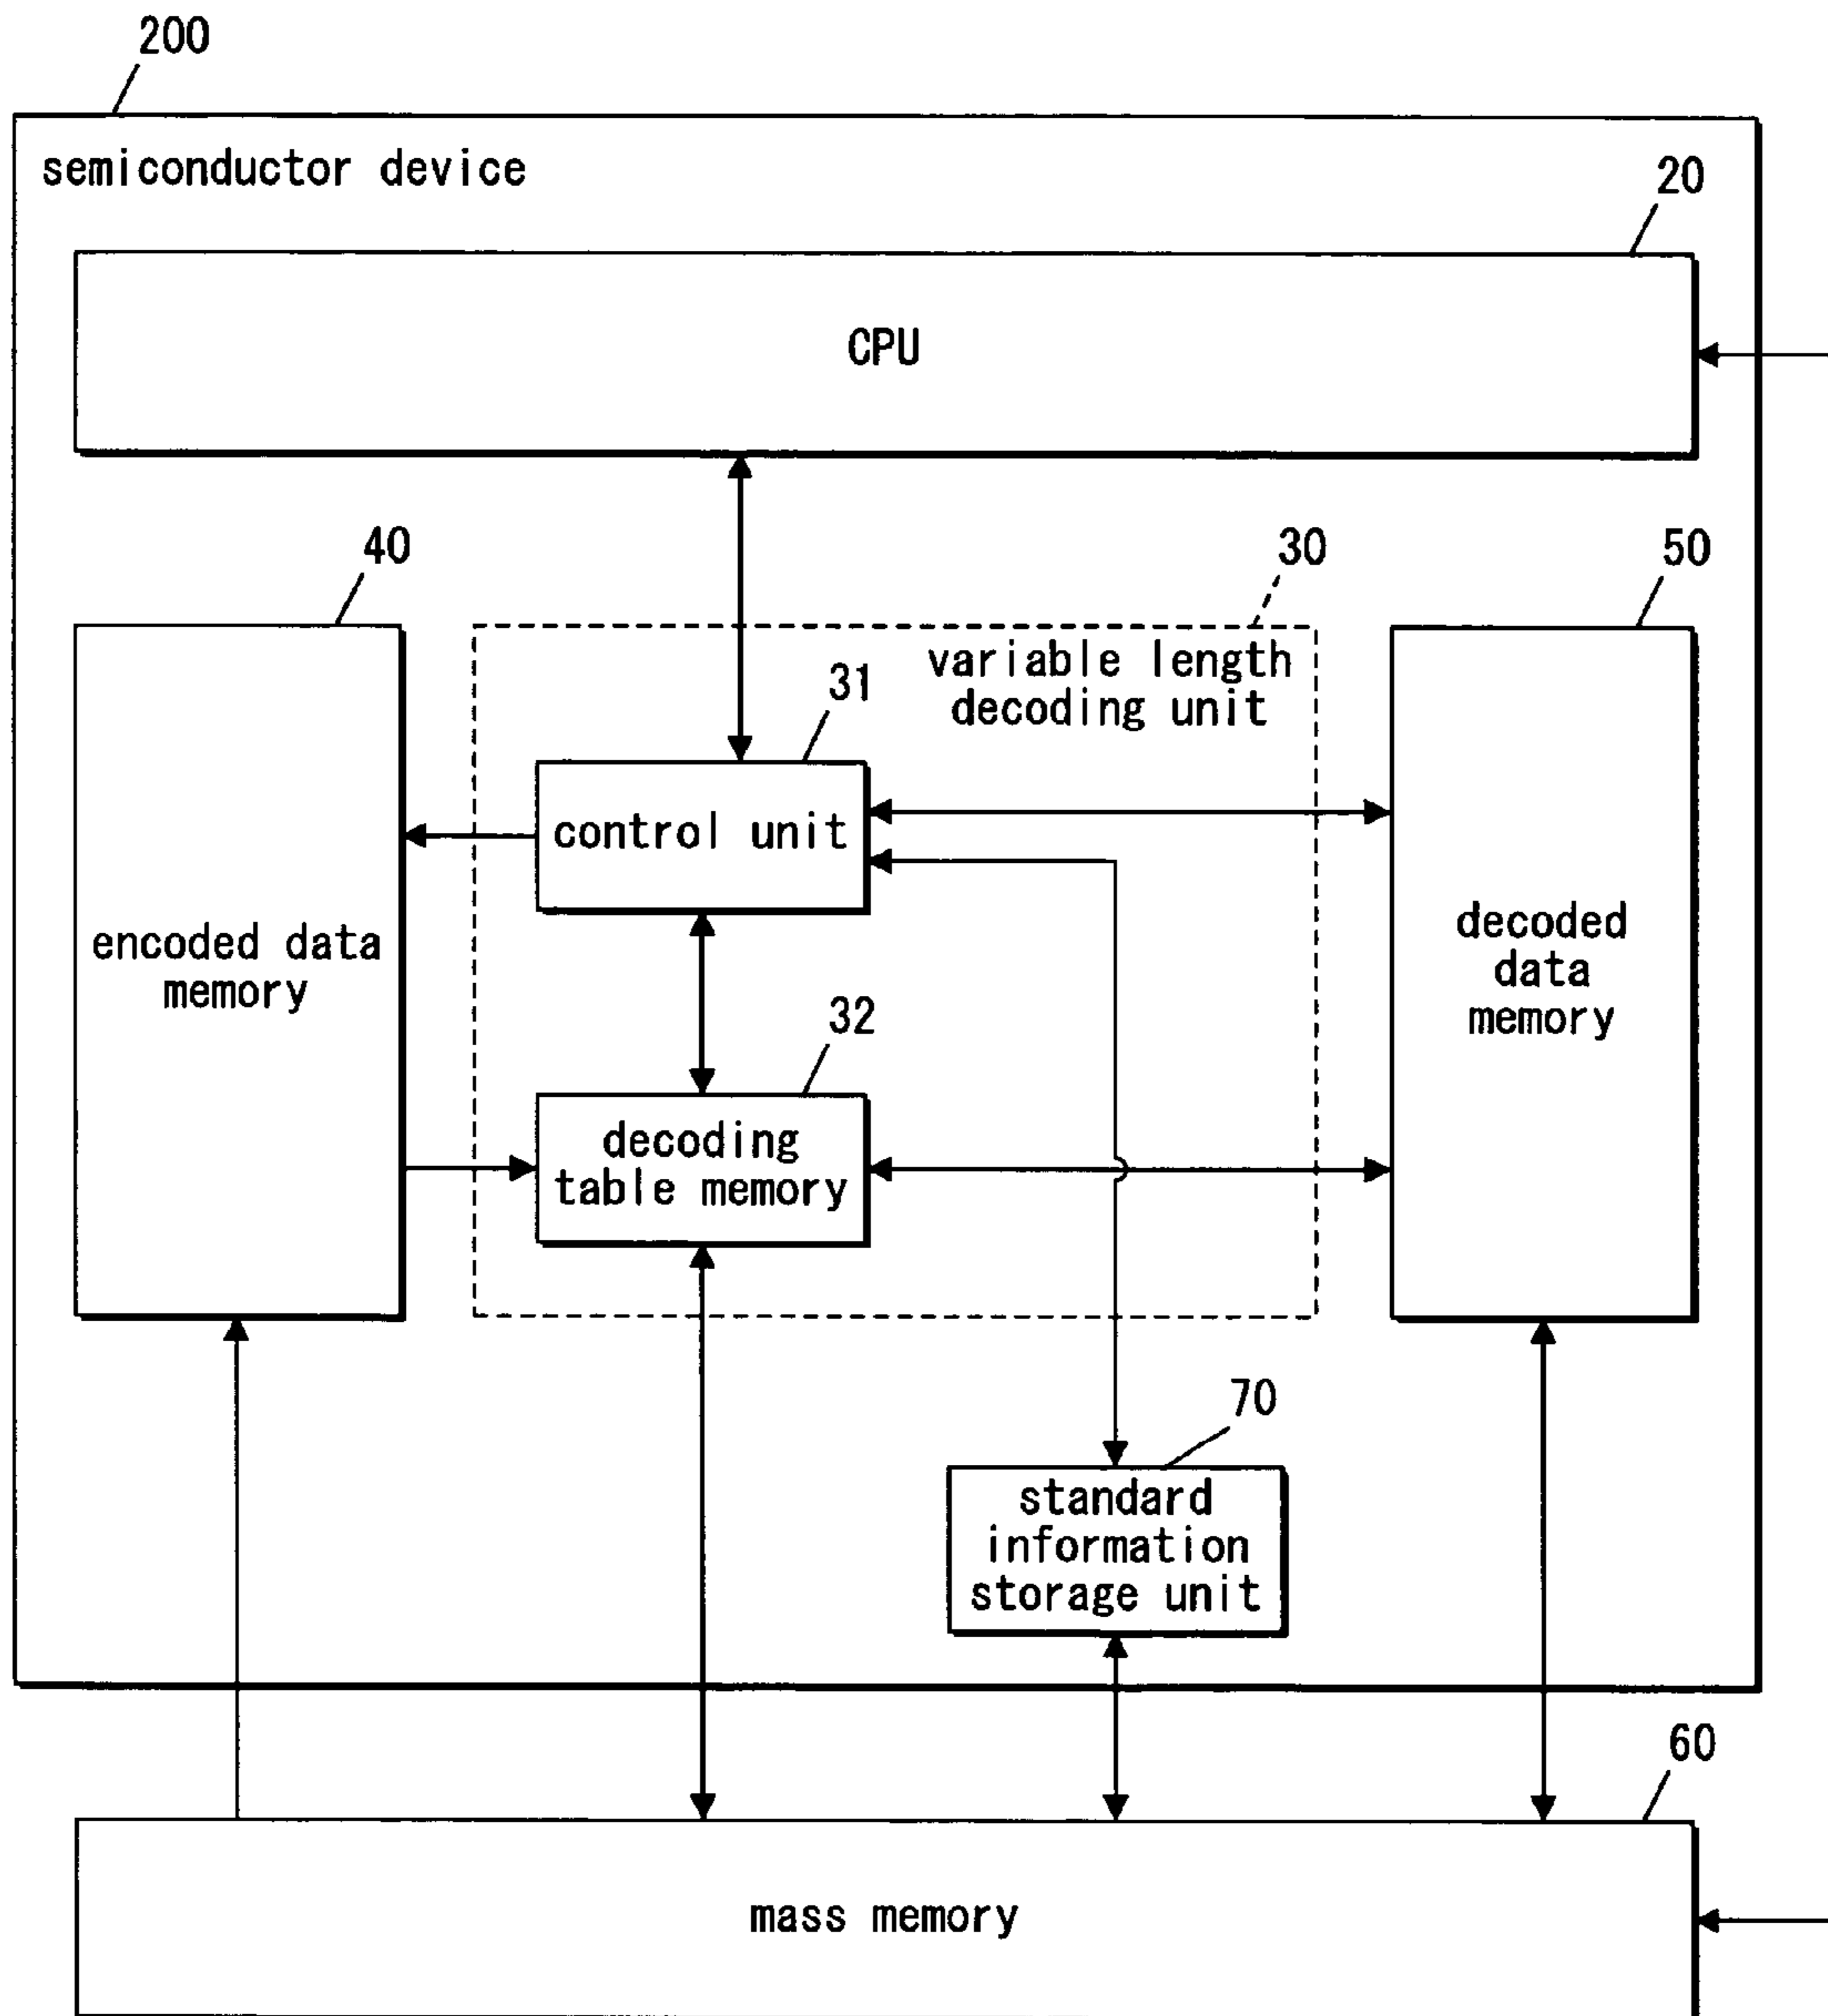 200
semiconductor device
20
CPU
40
30
50
variable length
decoding unit
31
control unit
encoded data
memory
decoded
data
memory
32
decoding
table memory
70
standard
information
storage unit
60
mass memory